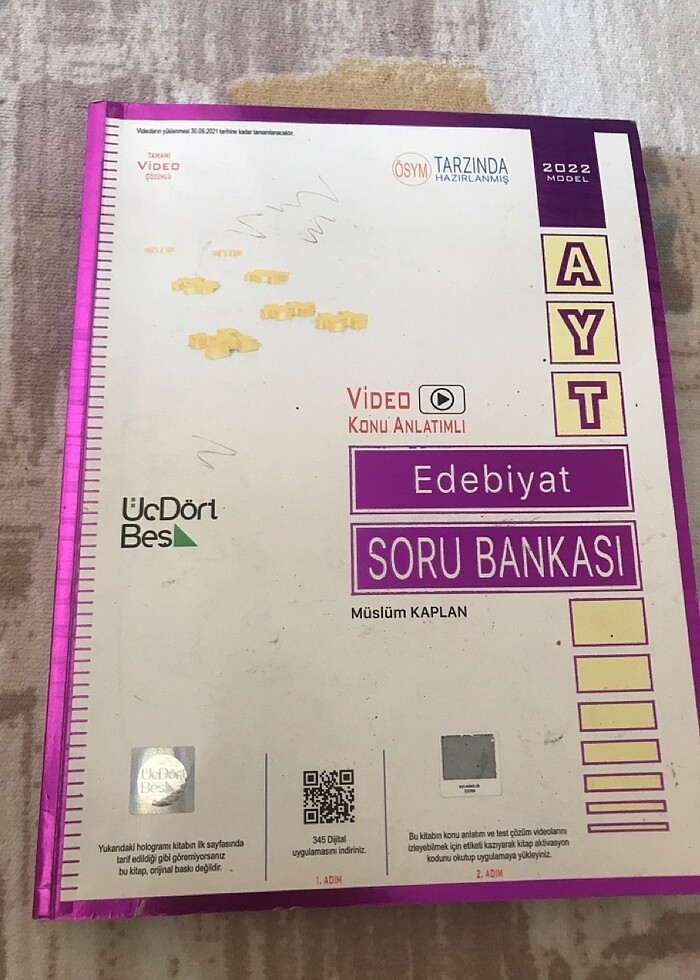 Videoların yüklenmesi 30.09.2021 tarihine kadar tamamlanacaktır.
TAMAMI
VİDEO
ÇÖZÜMLÜ
ÖSYM TARZINDA
HAZIRLANMIŞ
2022
MODEL
A
Y
T
VİDEO
KONU ANLATIMLI
Edebiyat
SORU BANKASI
Müslüm KAPLAN
ÜçDört
Beş
ÜçDört
Beş
Yukarıdaki hologramı kitabın ilk sayfasında
tarif edildiği gibi göremiyorsanız
bu kitap, orijinal baskı değildir.
345 Dijital
uygulamasını indiriniz.
1. ADIM
Bu kitabın konu anlatım ve test çözüm videolarını
izleyebilmek için etiketi kazıyarak kitap aktivasyon
kodunu okutup uygulamaya yükleyiniz.
2. ADIM